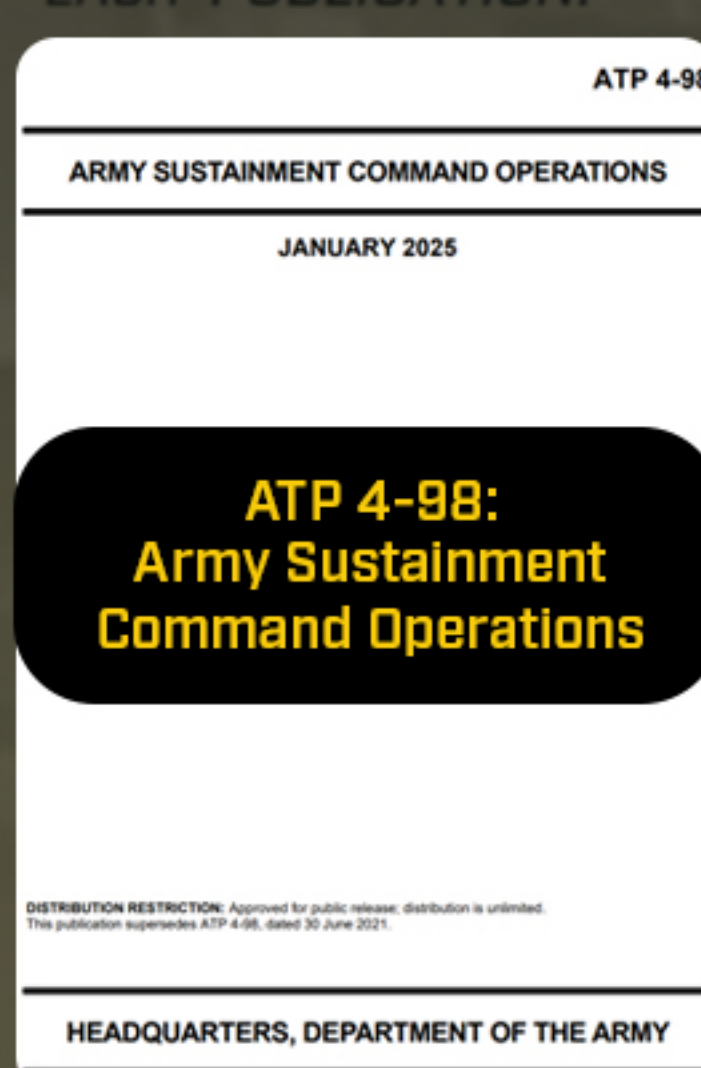 EACH PUBLICATION.
ATP 4-98
ARMY SUSTAINMENT COMMAND OPERATIONS
JANUARY 2025
ATP 4-98:
Army Sustainment
Command Operations
DISTRIBUTION RESTRICTION: Approved for public release; distribution is unlimited.
This publication supersedes ATP 4-98, dated 30 June 2021.
HEADQUARTERS, DEPARTMENT OF THE ARMY